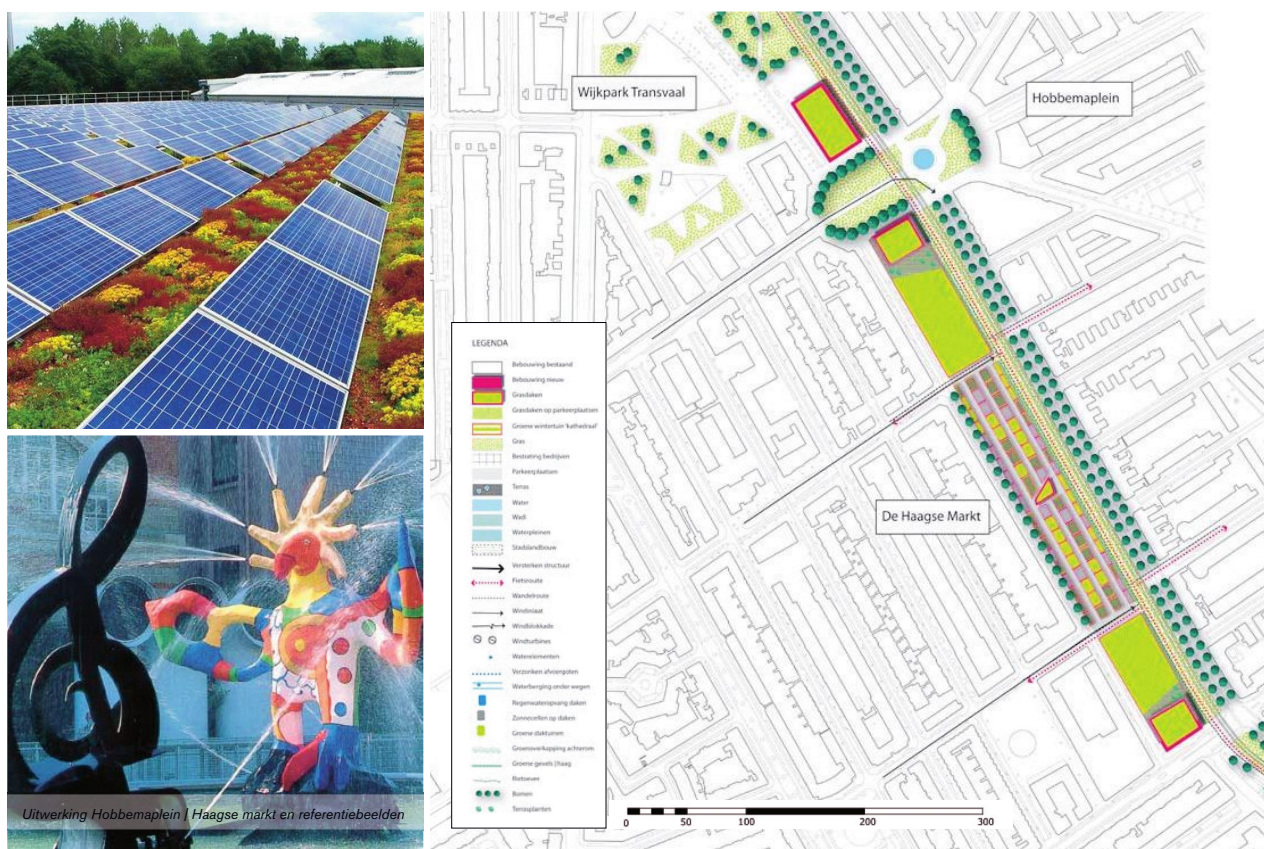 Wijkpark Transvaal
Hobbemaplein
De Haagse Markt
LEGENDA
Bebouwing bestaand
Bebouwing nieuw
Grasdaken
Grasdaken op parkeerplaatsen
Groene wintertuin 'kathedraal'
Gras
Bestrating bedrijven
Parkeerplaatsen
Terras
Water
Wadi
Waterpleinen
Stadslandbouw
Versterken structuur
Fietsroute
Wandelroute
Windinlaat
Windblokkade
Windturbines
Waterelementen
Verzonken afvoergoten
Waterberging onder wegen
Regenwateropvang daken
Zonnecellen op daken
Groene daktuinen
Groenoverkapping achterom
Groene gevels | haag
Rietoever
Bomen
Terrasplanten
0 50 100 200 300
Uitwerking Hobbemaplein | Haagse markt en referentiebeelden